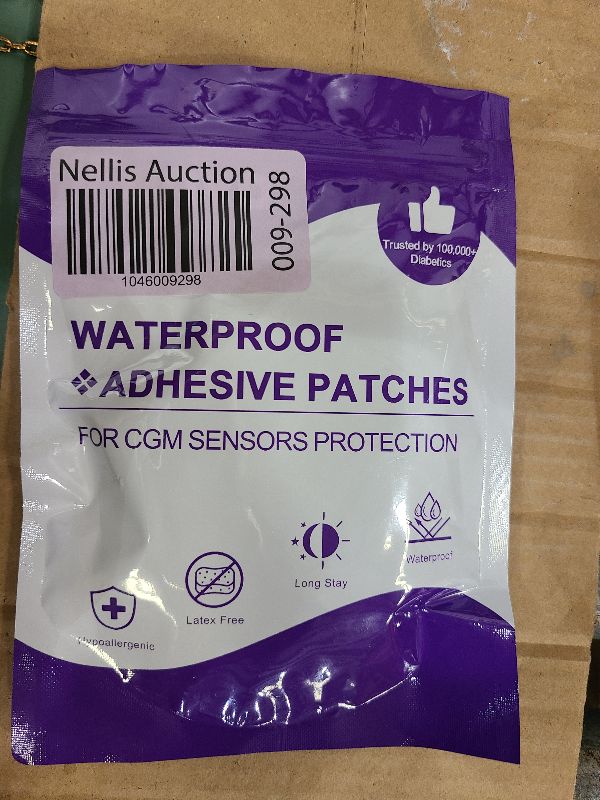 Nellis Auction
009-298
1046009298
Trusted by 100,000+
Diabetics
WATERPROOF
❖ADHESIVE PATCHES
FOR CGM SENSORS PROTECTION
Waterproof
Long Stay
Latex Free
Hypoallergenic